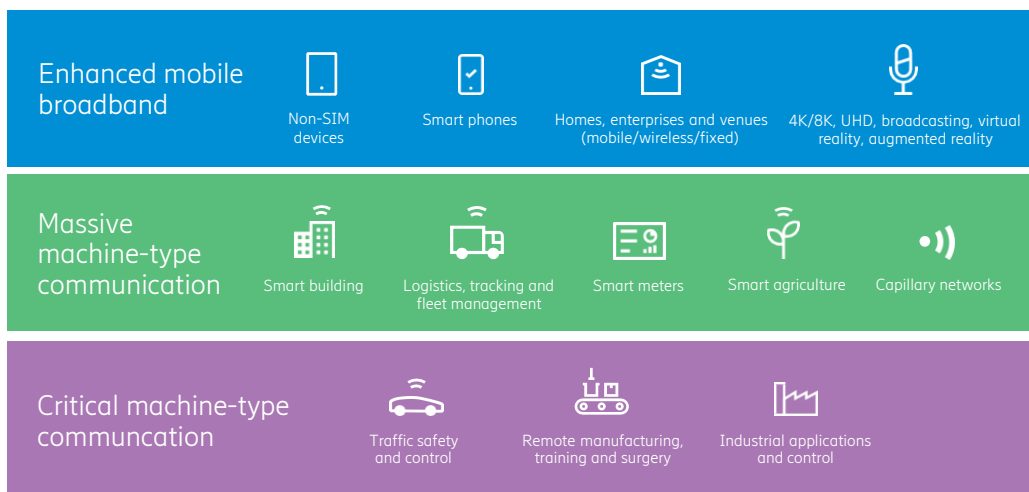 Enhanced mobile
broadband
Non-SIM
devices
Smart phones
Homes, enterprises and venues
(mobile/wireless/fixed)
4K/8K, UHD, broadcasting, virtual
reality, augmented reality
Massive
machine-type
communication
Smart building
Logistics, tracking and
fleet management
Smart meters
Smart agriculture
Capillary networks
Critical machine-type
communcation
Traffic safety
and control
Remote manufacturing,
training and surgery
Industrial applications
and control